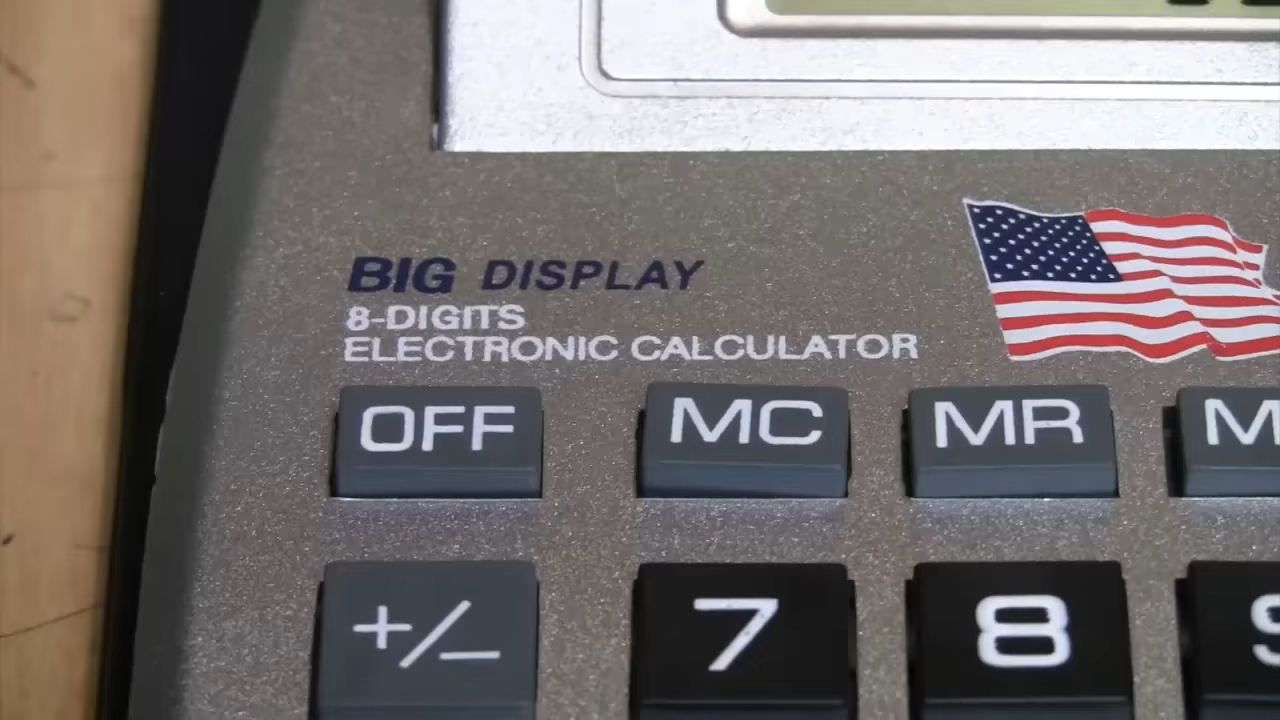 BIG DISPLAY
8-DIGITS
ELECTRONIC CALCULATOR
OFF MC MR
+/- 7 8